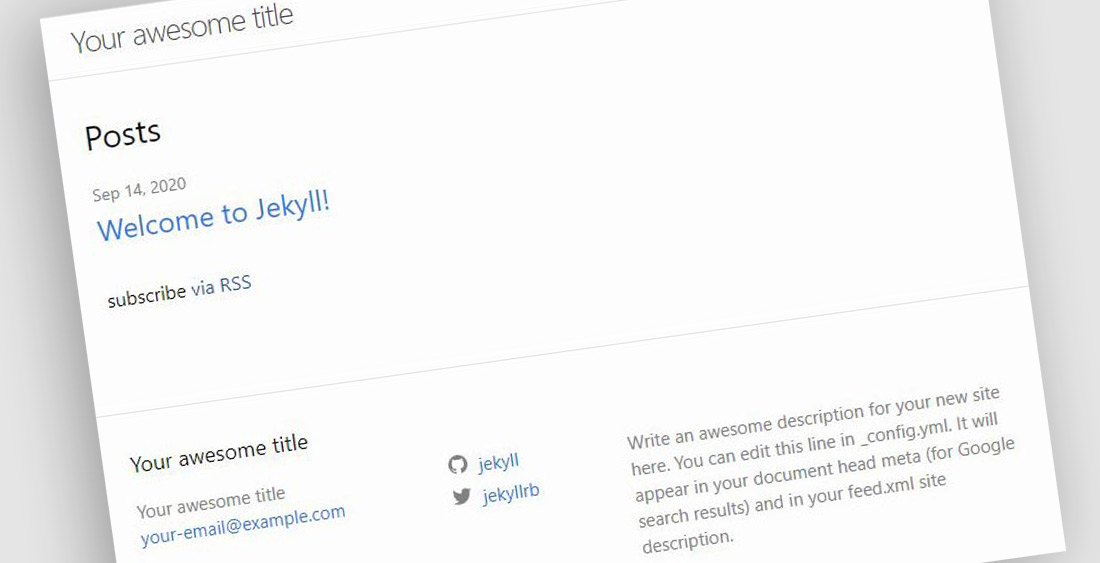 Your awesome title
Posts
Sep 14, 2020
Welcome to Jekyll!
subscribe via RSS
Your awesome title
Your awesome title
your-email@example.com
jekyll
jekyllrb
Write an awesome description for your new site
here. You can edit this line in _config.yml. It will
appear in your document head meta (for Google
search results) and in your feed.xml site
description.